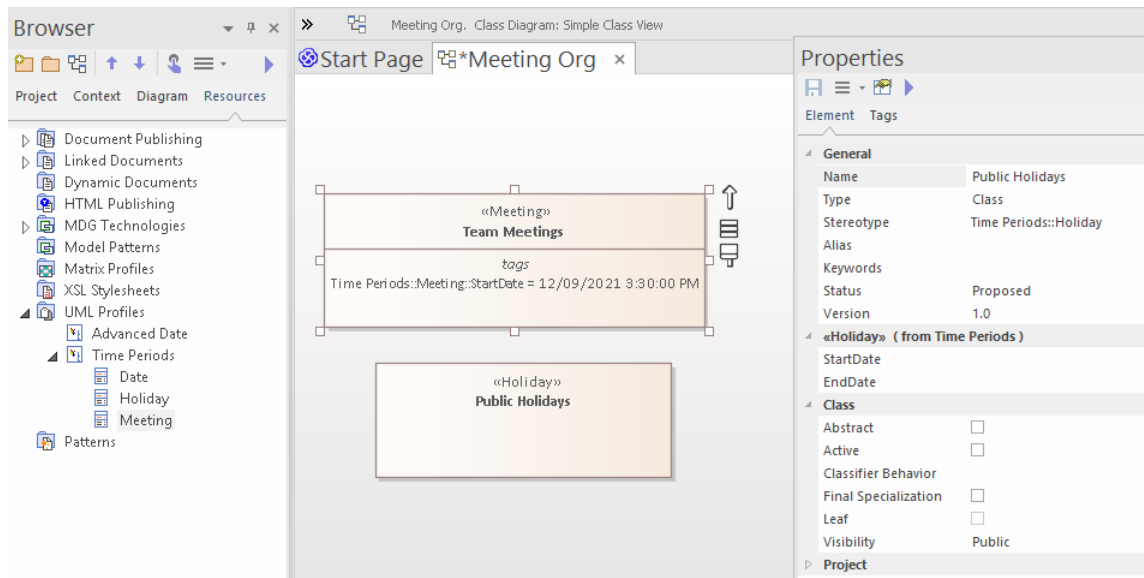 Browser
Project Context Diagram Resources
Document Publishing
Linked Documents
Dynamic Documents
HTML Publishing
MDG Technologies
Model Patterns
Matrix Profiles
XSL Stylesheets
UML Profiles
Advanced Date
Time Periods
Date
Holiday
Meeting
Patterns
Meeting Org. Class Diagram: Simple Class View
Start Page *Meeting Org ×
«Meeting»
Team Meetings
tags
Time Periods::Meeting::StartDate = 12/09/2021 3:30:00 PM
«Holiday»
Public Holidays
Properties
Element Tags
General
Name Public Holidays
Type Class
Stereotype Time Periods::Holiday
Alias
Keywords
Status Proposed
Version 1.0
«Holiday» ( from Time Periods )
StartDate
EndDate
Class
Abstract
Active
Classifier Behavior
Final Specialization
Leaf
Visibility Public
Project